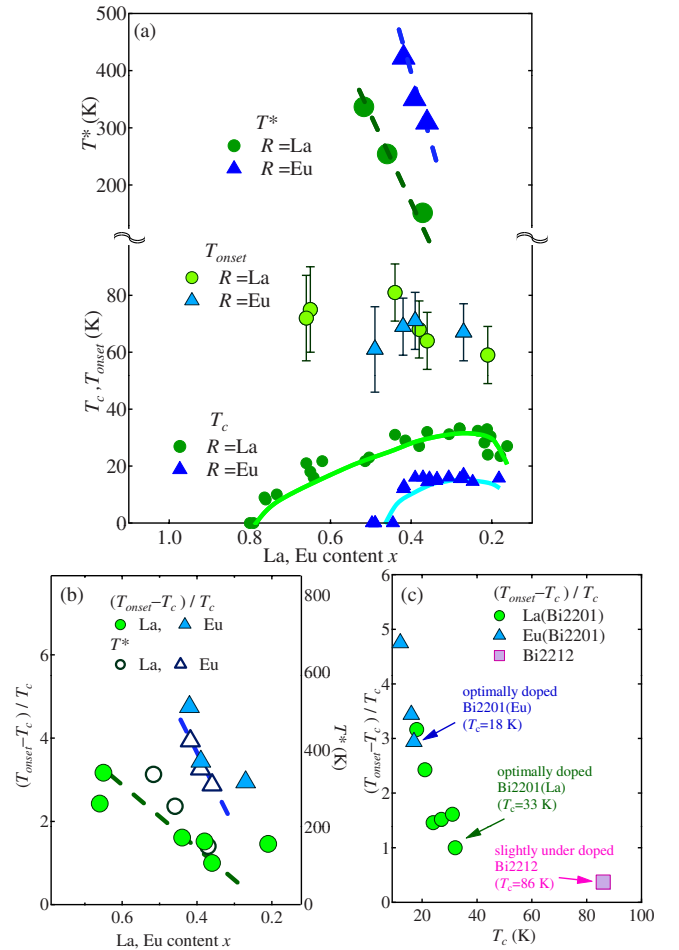 (a)
500
400
300
200
T* (K)
T*
R=La
R=Eu
T_onset
R=La
R=Eu
80
60
40
20
0
T_c , T_onset (K)
T_c
R=La
R=Eu
1.0 0.8 0.6 0.4 0.2
La, Eu content x
(b)
(T_onset−T_c) / T_c
La, Eu
T*
La, Eu
6
4
2
0
(T_onset−T_c) / T_c
800
600
400
200
0
T* (K)
0.6 0.4 0.2
La, Eu content x
(c)
(T_onset−T_c) / T_c
La(Bi2201)
Eu(Bi2201)
Bi2212
6
5
4
3
2
1
0
(T_onset−T_c) / T_c
optimally doped
Bi2201(Eu)
(T_c=18 K)
optimally doped
Bi2201(La)
(T_c=33 K)
slightly under doped
Bi2212
(T_c=86 K)
20 40 60 80 100
T_c (K)